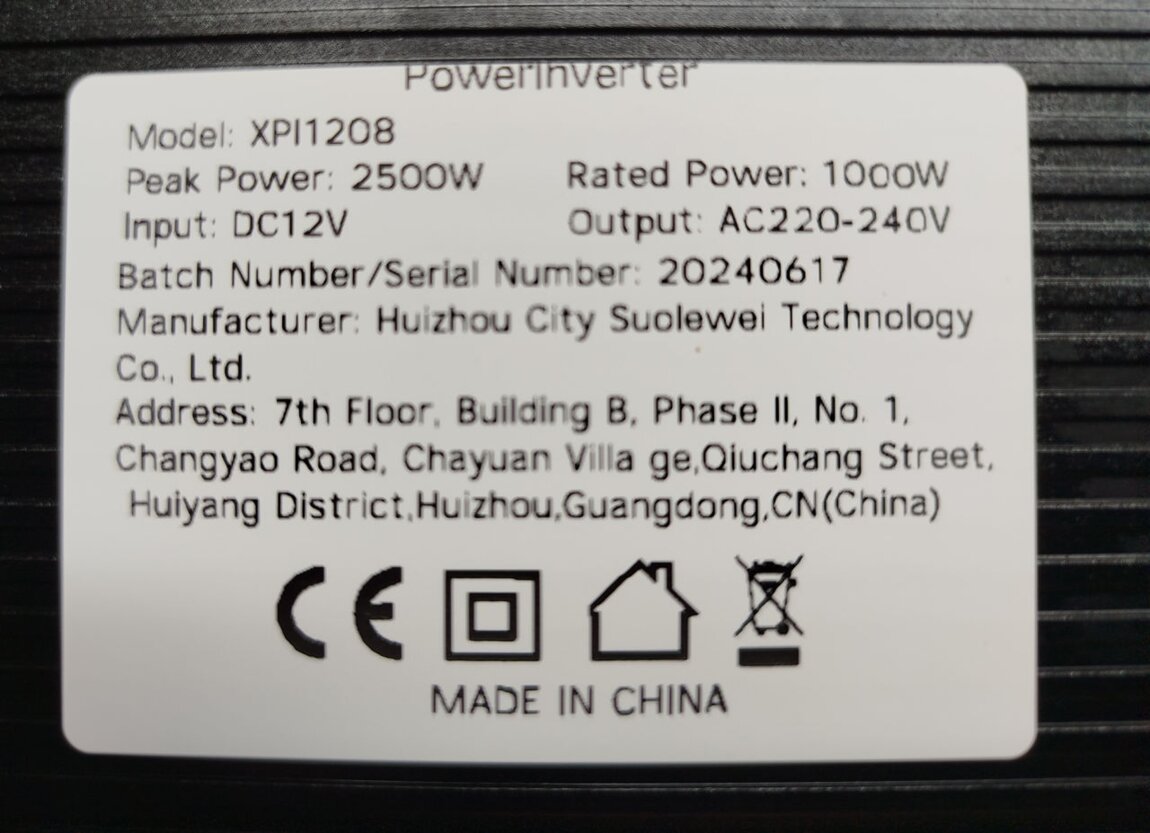 PowerInverter
Model: XPI1208
Peak Power: 2500W Rated Power: 1000W
Input: DC12V Output: AC220-240V
Batch Number/Serial Number: 20240617
Manufacturer: Huizhou City Suolewei Technology
Co., Ltd.
Address: 7th Floor, Building B, Phase II, No. 1,
Changyao Road, Chayuan Villa ge,Qiuchang Street,
Huiyang District,Huizhou,Guangdong,CN(China)
CE
MADE IN CHINA